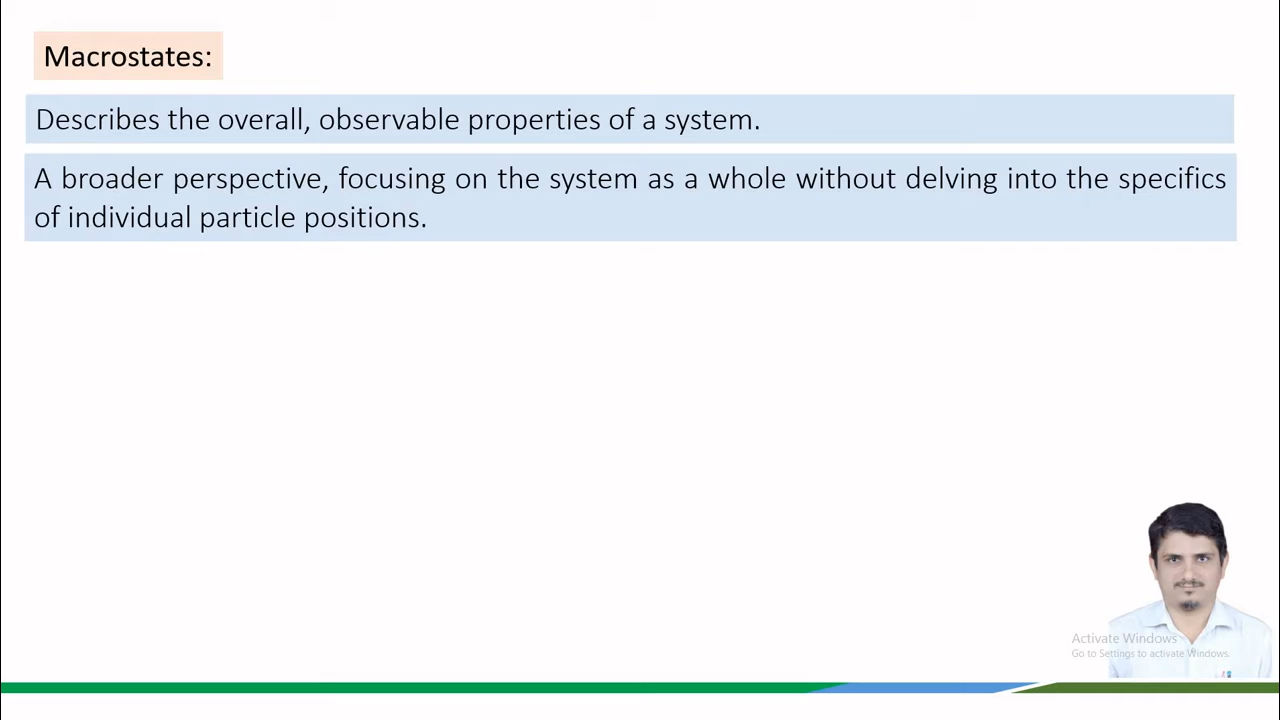 Macrostates:
Describes the overall, observable properties of a system.
A broader perspective, focusing on the system as a whole without delving into the specifics
of individual particle positions.
Activate Windows
Go to Settings to activate Windows.